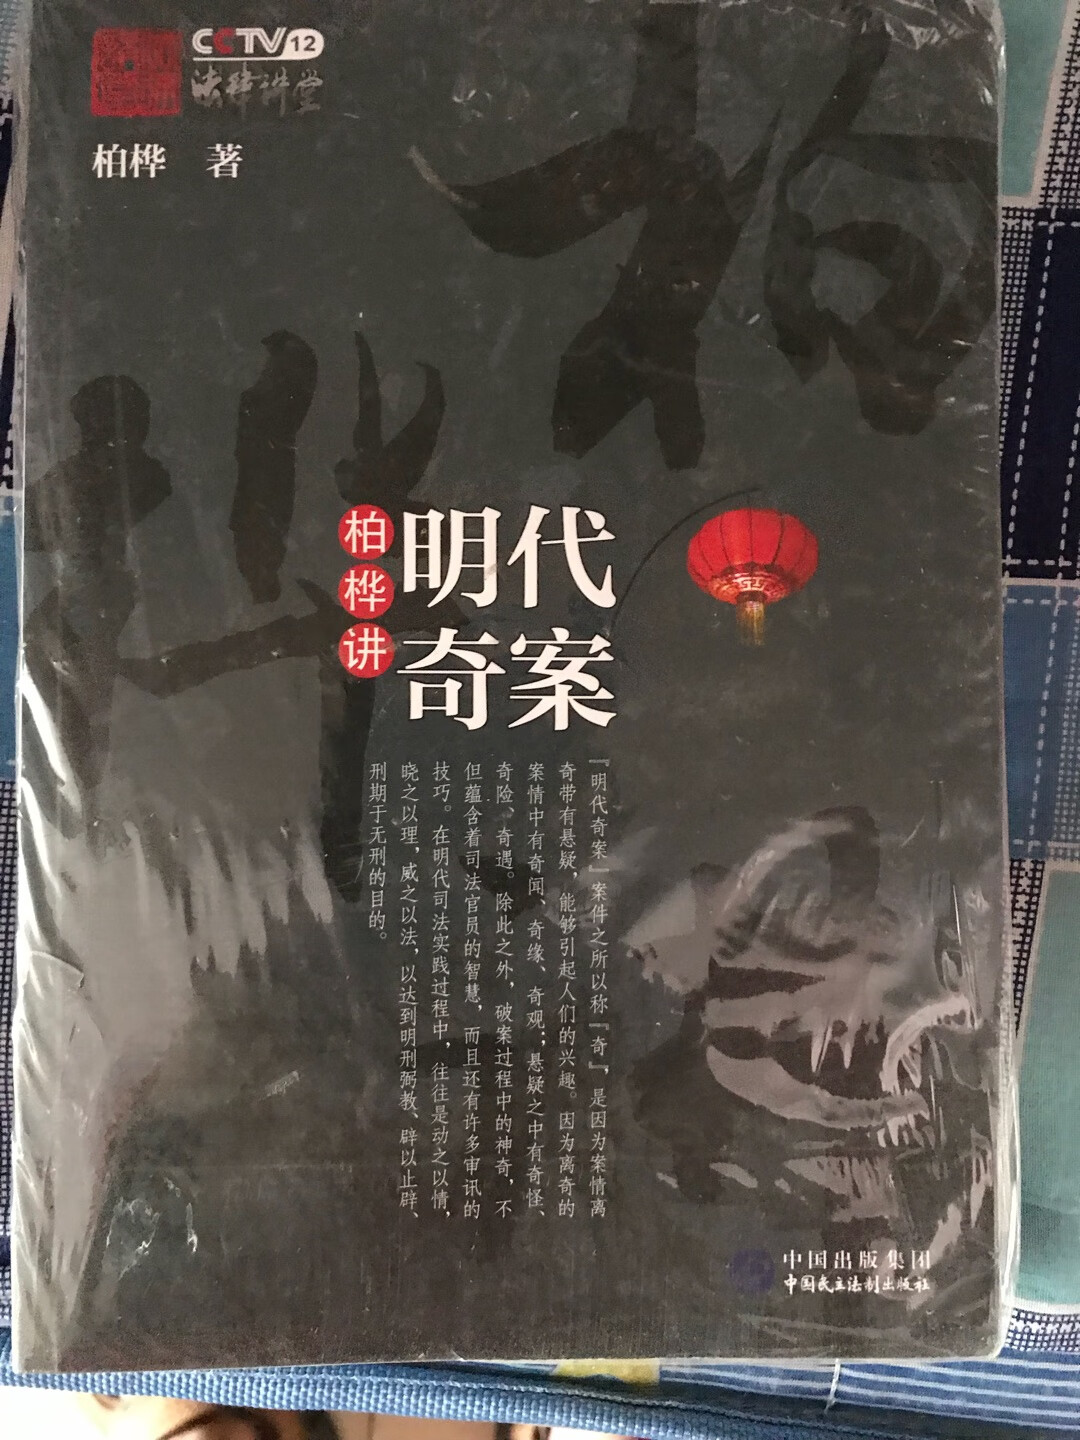 CCTV12
法律讲堂
柏桦 著
柏桦讲
明代
奇案
「明代奇案」案件之所以称「奇」，是因为案情离
奇带有悬疑，能够引起人们的兴趣。因为离奇的
案情中有奇闻、奇缘、奇观；悬疑之中有奇怪、
奇险、奇遇。除此之外，破案过程中的神奇，不
但蕴含着司法官员的智慧，而且还有许多审讯的
技巧。在明代司法实践过程中，往往是动之以情，
晓之以理，威之以法，以达到明刑弼教、辟以止辟、
刑期于无刑的目的。
中国出版集团
中国民主法制出版社